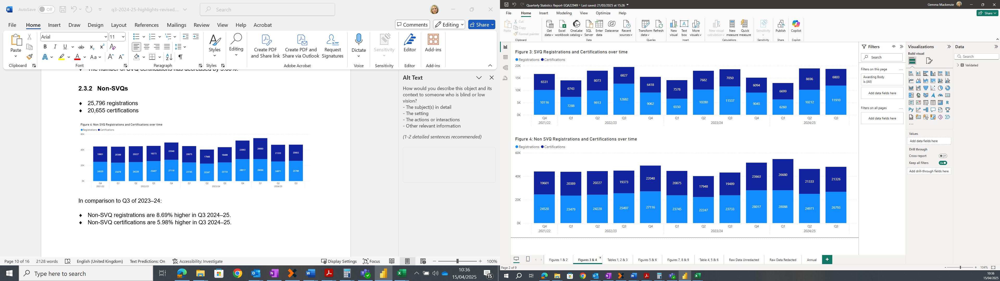 AutoSave Off q3-2024-25-highlights-revised.... Search
File Home Insert Draw Design Layout References Mailings Review View Help Acrobat Comments Editing Share
Arial 11
Paste
Styles Editing Create PDF and Share link Create PDF and Share via Outlook Request Signatures Dictate Sensitivity Editor Add-ins
Clipboard Font Paragraph Styles Adobe Acrobat Voice Sensitivity Editor Add-ins
2.3.2 Non-SVQs
♦ 25,796 registrations
♦ 20,655 certifications
Figure 4: Non SVQ Registrations and Certifications over time
Registrations Certifications
60K
40K
20K
0K
19601 20389 20227 19373 22048 20875 17948 19489 23663 26680 21333 20655
24520 23479 24228 25497 27116 23745 22247 23733 28017 28088 24971 25796
Q4 Q1 Q2 Q3 Q4 Q1 Q2 Q3 Q4 Q1 Q2 Q3
2021/22 2022/23 2023/24 2024/25
In comparison to Q3 of 2023–24:
♦ Non-SVQ registrations are 8.69% higher in Q3 2024–25.
♦ Non-SVQ certifications are 5.98% higher in Q3 2024–25.
Alt Text
How would you describe this object and its
context to someone who is blind or low
vision?
- The subject(s) in detail
- The setting
- The actions or interactions
- Other relevant information
(1-2 detailed sentences recommended)
Page 10 of 16 2128 words English (United Kingdom) Text Predictions: On Accessibility: Investigate Display Settings Focus 100%
Type here to search
10:36
15/04/2025
15
Quarterly Statistics Report-SQA22949 • Last saved: 21/03/2025 at 15:26 Gemma Mackenzie
File Home Insert Modeling View Optimize Help Share
Paste Cut Copy Format painter
Get data Excel workbook OneLake catalog SQL Server Enter data Dataverse Recent sources Transform data Refresh New visual Text box More visuals New visual calculation New measure Quick measure Sensitivity Publish Copilot
Clipboard Data Queries Insert Calculations Sensitivity Share Copilot
Figure 3: SVQ Registrations and Certifications over time
Registrations Certifications
20K
15K
10K
5K
0K
6531 6743 8073 6827 6418 7578 7682 7050 6094 6699 8696 6803
10116 7288 9913 12682 9062 6550 10280 11537 9045 6260 10212 11910
Q4 Q1 Q2 Q3 Q4 Q1 Q2 Q3 Q4 Q1 Q2 Q3
2021/22 2022/23 2023/24 2024/25
Figure 4: Non SVQ Registrations and Certifications over time
Registrations Certifications
60K
40K
20K
0K
19601 20389 20227 19373 22048 20875 17948 19489 23663 26680 21333 21326
24520 23479 24228 25497 27116 23745 22247 23733 28017 28088 24971 26793
Q4 Q1 Q2 Q3 Q4 Q1 Q2 Q3 Q4 Q1 Q2 Q3
2021/22 2022/23 2023/24 2024/25
Filters
Search
Filters on this page ...
Awarding Body
is (All)
Add data fields here
Filters on all pages ...
Add data fields here
Visualizations
Build visual
Values
Add data fields here
Drill through
Cross-report Off
Keep all filters On
Add drill-through fields here
Data
Search
Validated
Figures 1 & 2 Figures 3 & 4 Tables 1, 2 & 3 Figures 5 & 6 Figures 7, 8 & 9 Table 4, 5 & 6 Raw Data Unredacted Raw Data Redacted Annual
Page 2 of 9 104%
10:36
15/04/2025